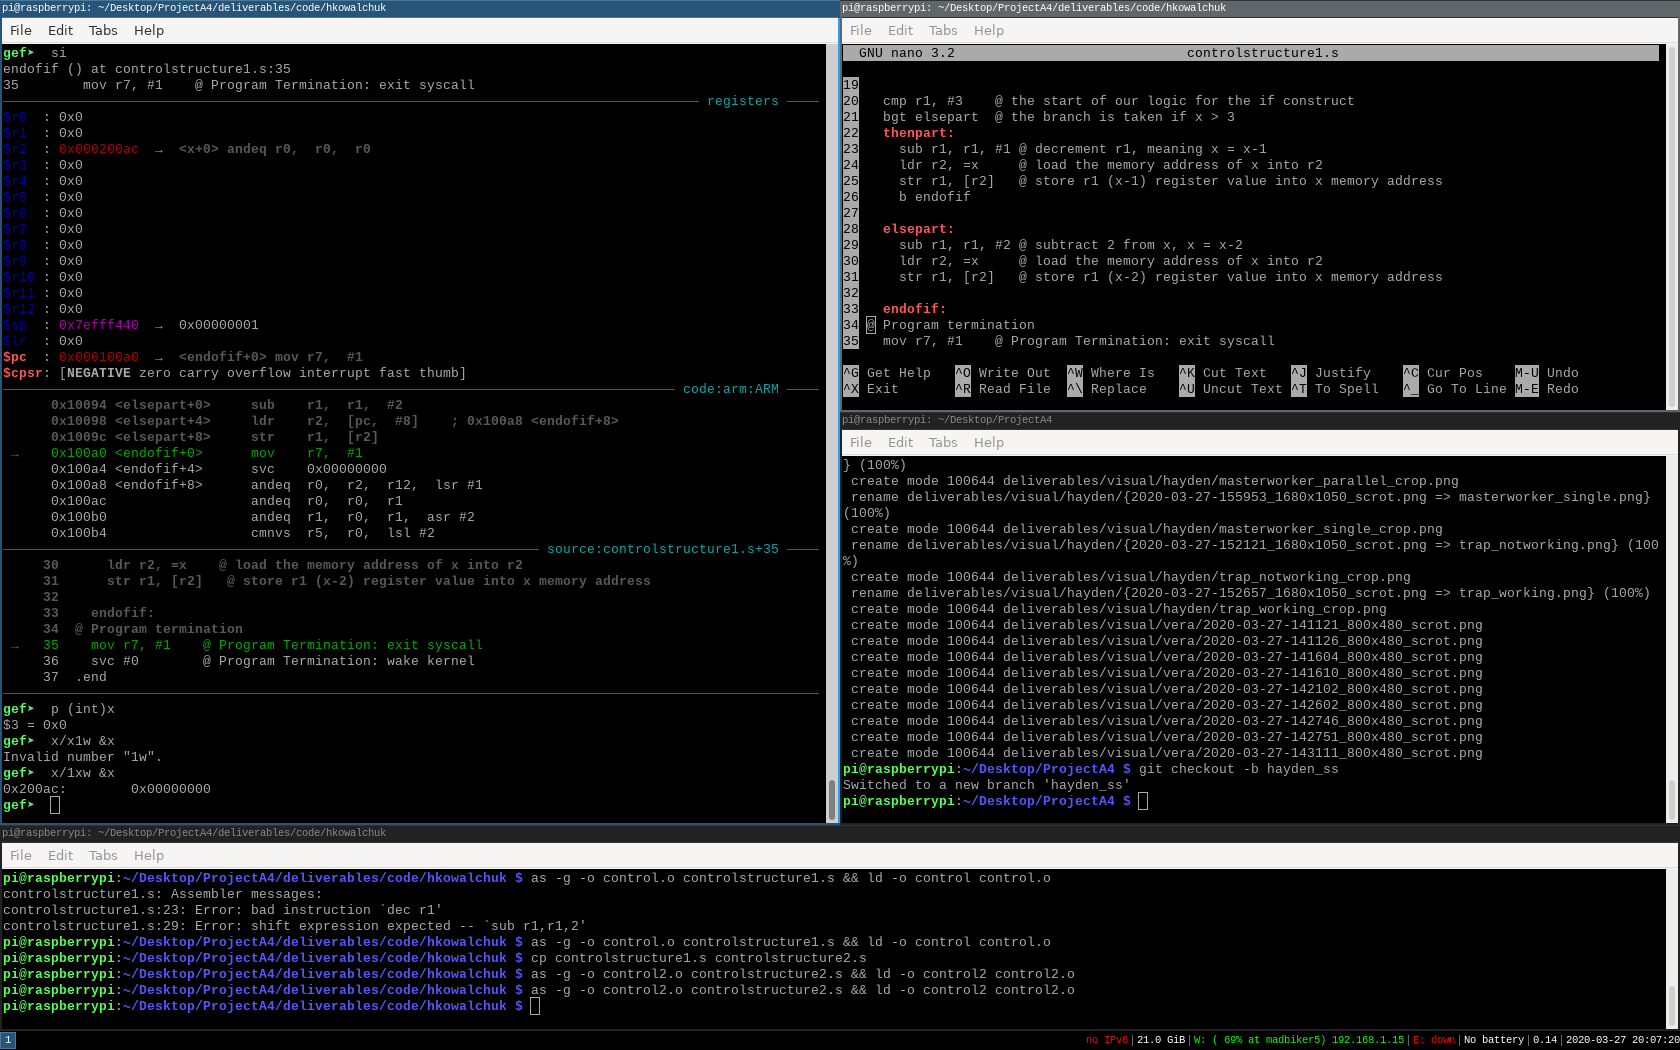 pi@raspberrypi: ~/Desktop/ProjectA4/deliverables/code/hkowalchuk
File Edit Tabs Help
gef➤  si
endofif () at controlstructure1.s:35
35        mov r7, #1    @ Program Termination: exit syscall
registers
$r0  : 0x0
$r1  : 0x0
$r2  : 0x000200ac  →  <x+0> andeq r0,  r0,  r0
$r3  : 0x0
$r4  : 0x0
$r5  : 0x0
$r6  : 0x0
$r7  : 0x0
$r8  : 0x0
$r9  : 0x0
$r10 : 0x0
$r11 : 0x0
$r12 : 0x0
$sp  : 0x7efff440  →  0x00000001
$lr  : 0x0
$pc  : 0x000100a0  →  <endofif+0> mov r7,  #1
$cpsr: [NEGATIVE zero carry overflow interrupt fast thumb]
code:arm:ARM
0x10094 <elsepart+0>     sub    r1,  r1,  #2
0x10098 <elsepart+4>     ldr    r2,  [pc,  #8]    ; 0x100a8 <endofif+8>
0x1009c <elsepart+8>     str    r1,  [r2]
→    0x100a0 <endofif+0>      mov    r7,  #1
0x100a4 <endofif+4>      svc    0x00000000
0x100a8 <endofif+8>      andeq  r0,  r2,  r12,  lsr #1
0x100ac                  andeq  r0,  r0,  r1
0x100b0                  andeq  r1,  r0,  r1,  asr #2
0x100b4                  cmnvs  r5,  r0,  lsl #2
source:controlstructure1.s+35
30      ldr r2, =x    @ load the memory address of x into r2
31      str r1, [r2]   @ store r1 (x-2) register value into x memory address
32
33    endofif:
34  @ Program termination
→   35    mov r7, #1    @ Program Termination: exit syscall
36    svc #0        @ Program Termination: wake kernel
37  .end
gef➤  p (int)x
$3 = 0x0
gef➤  x/x1w &x
Invalid number "1w".
gef➤  x/1xw &x
0x200ac:        0x00000000
gef➤
pi@raspberrypi: ~/Desktop/ProjectA4/deliverables/code/hkowalchuk
File Edit Tabs Help
GNU nano 3.2                             controlstructure1.s
19
20   cmp r1, #3    @ the start of our logic for the if construct
21   bgt elsepart  @ the branch is taken if x > 3
22   thenpart:
23     sub r1, r1, #1 @ decrement r1, meaning x = x-1
24     ldr r2, =x     @ load the memory address of x into r2
25     str r1, [r2]   @ store r1 (x-1) register value into x memory address
26     b endofif
27
28   elsepart:
29     sub r1, r1, #2 @ subtract 2 from x, x = x-2
30     ldr r2, =x     @ load the memory address of x into r2
31     str r1, [r2]   @ store r1 (x-2) register value into x memory address
32
33   endofif:
34 @ Program termination
35   mov r7, #1    @ Program Termination: exit syscall
^G Get Help   ^O Write Out  ^W Where Is   ^K Cut Text   ^J Justify    ^C Cur Pos    M-U Undo
^X Exit       ^R Read File  ^\ Replace    ^U Uncut Text ^T To Spell   ^_ Go To Line M-E Redo
pi@raspberrypi: ~/Desktop/ProjectA4
File Edit Tabs Help
} (100%)
create mode 100644 deliverables/visual/hayden/masterworker_parallel_crop.png
rename deliverables/visual/hayden/{2020-03-27-155953_1680x1050_scrot.png => masterworker_single.png}
(100%)
create mode 100644 deliverables/visual/hayden/masterworker_single_crop.png
rename deliverables/visual/hayden/{2020-03-27-152121_1680x1050_scrot.png => trap_notworking.png} (100
%)
create mode 100644 deliverables/visual/hayden/trap_notworking_crop.png
rename deliverables/visual/hayden/{2020-03-27-152657_1680x1050_scrot.png => trap_working.png} (100%)
create mode 100644 deliverables/visual/hayden/trap_working_crop.png
create mode 100644 deliverables/visual/vera/2020-03-27-141121_800x480_scrot.png
create mode 100644 deliverables/visual/vera/2020-03-27-141126_800x480_scrot.png
create mode 100644 deliverables/visual/vera/2020-03-27-141604_800x480_scrot.png
create mode 100644 deliverables/visual/vera/2020-03-27-141610_800x480_scrot.png
create mode 100644 deliverables/visual/vera/2020-03-27-142102_800x480_scrot.png
create mode 100644 deliverables/visual/vera/2020-03-27-142602_800x480_scrot.png
create mode 100644 deliverables/visual/vera/2020-03-27-142746_800x480_scrot.png
create mode 100644 deliverables/visual/vera/2020-03-27-142751_800x480_scrot.png
create mode 100644 deliverables/visual/vera/2020-03-27-143111_800x480_scrot.png
pi@raspberrypi:~/Desktop/ProjectA4 $ git checkout -b hayden_ss
Switched to a new branch 'hayden_ss'
pi@raspberrypi:~/Desktop/ProjectA4 $
pi@raspberrypi: ~/Desktop/ProjectA4/deliverables/code/hkowalchuk
File Edit Tabs Help
pi@raspberrypi:~/Desktop/ProjectA4/deliverables/code/hkowalchuk $ as -g -o control.o controlstructure1.s && ld -o control control.o
controlstructure1.s: Assembler messages:
controlstructure1.s:23: Error: bad instruction `dec r1'
controlstructure1.s:29: Error: shift expression expected -- `sub r1,r1,2'
pi@raspberrypi:~/Desktop/ProjectA4/deliverables/code/hkowalchuk $ as -g -o control.o controlstructure1.s && ld -o control control.o
pi@raspberrypi:~/Desktop/ProjectA4/deliverables/code/hkowalchuk $ cp controlstructure1.s controlstructure2.s
pi@raspberrypi:~/Desktop/ProjectA4/deliverables/code/hkowalchuk $ as -g -o control2.o controlstructure2.s && ld -o control2 control2.o
pi@raspberrypi:~/Desktop/ProjectA4/deliverables/code/hkowalchuk $ as -g -o control2.o controlstructure2.s && ld -o control2 control2.o
pi@raspberrypi:~/Desktop/ProjectA4/deliverables/code/hkowalchuk $
1
no IPv6|21.0 GiB|W: ( 69% at madbiker5) 192.168.1.15|E: down|No battery|0.14|2020-03-27 20:07:20